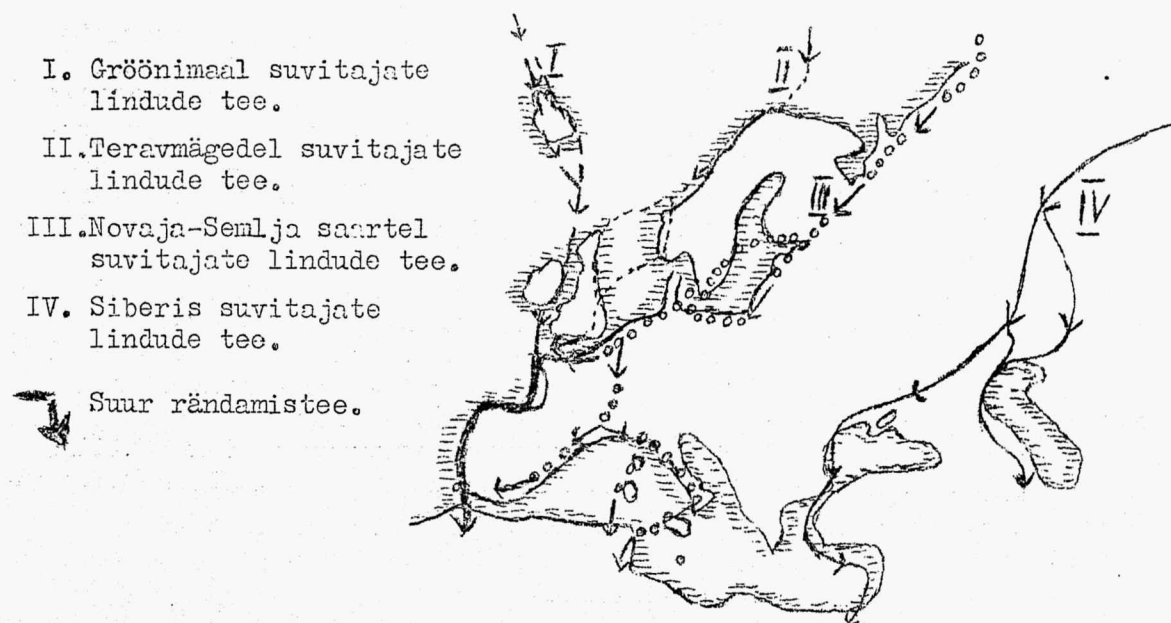 I. Gröönimaal suvitajate
lindude tee.
II. Teravmägedel suvitajate
lindude tee.
III. Novaja-Semlja saartel
suvitajate lindude tee.
IV. Siberis suvitajate
lindude tee.
Suur rändamistee.
I
II
III
IV